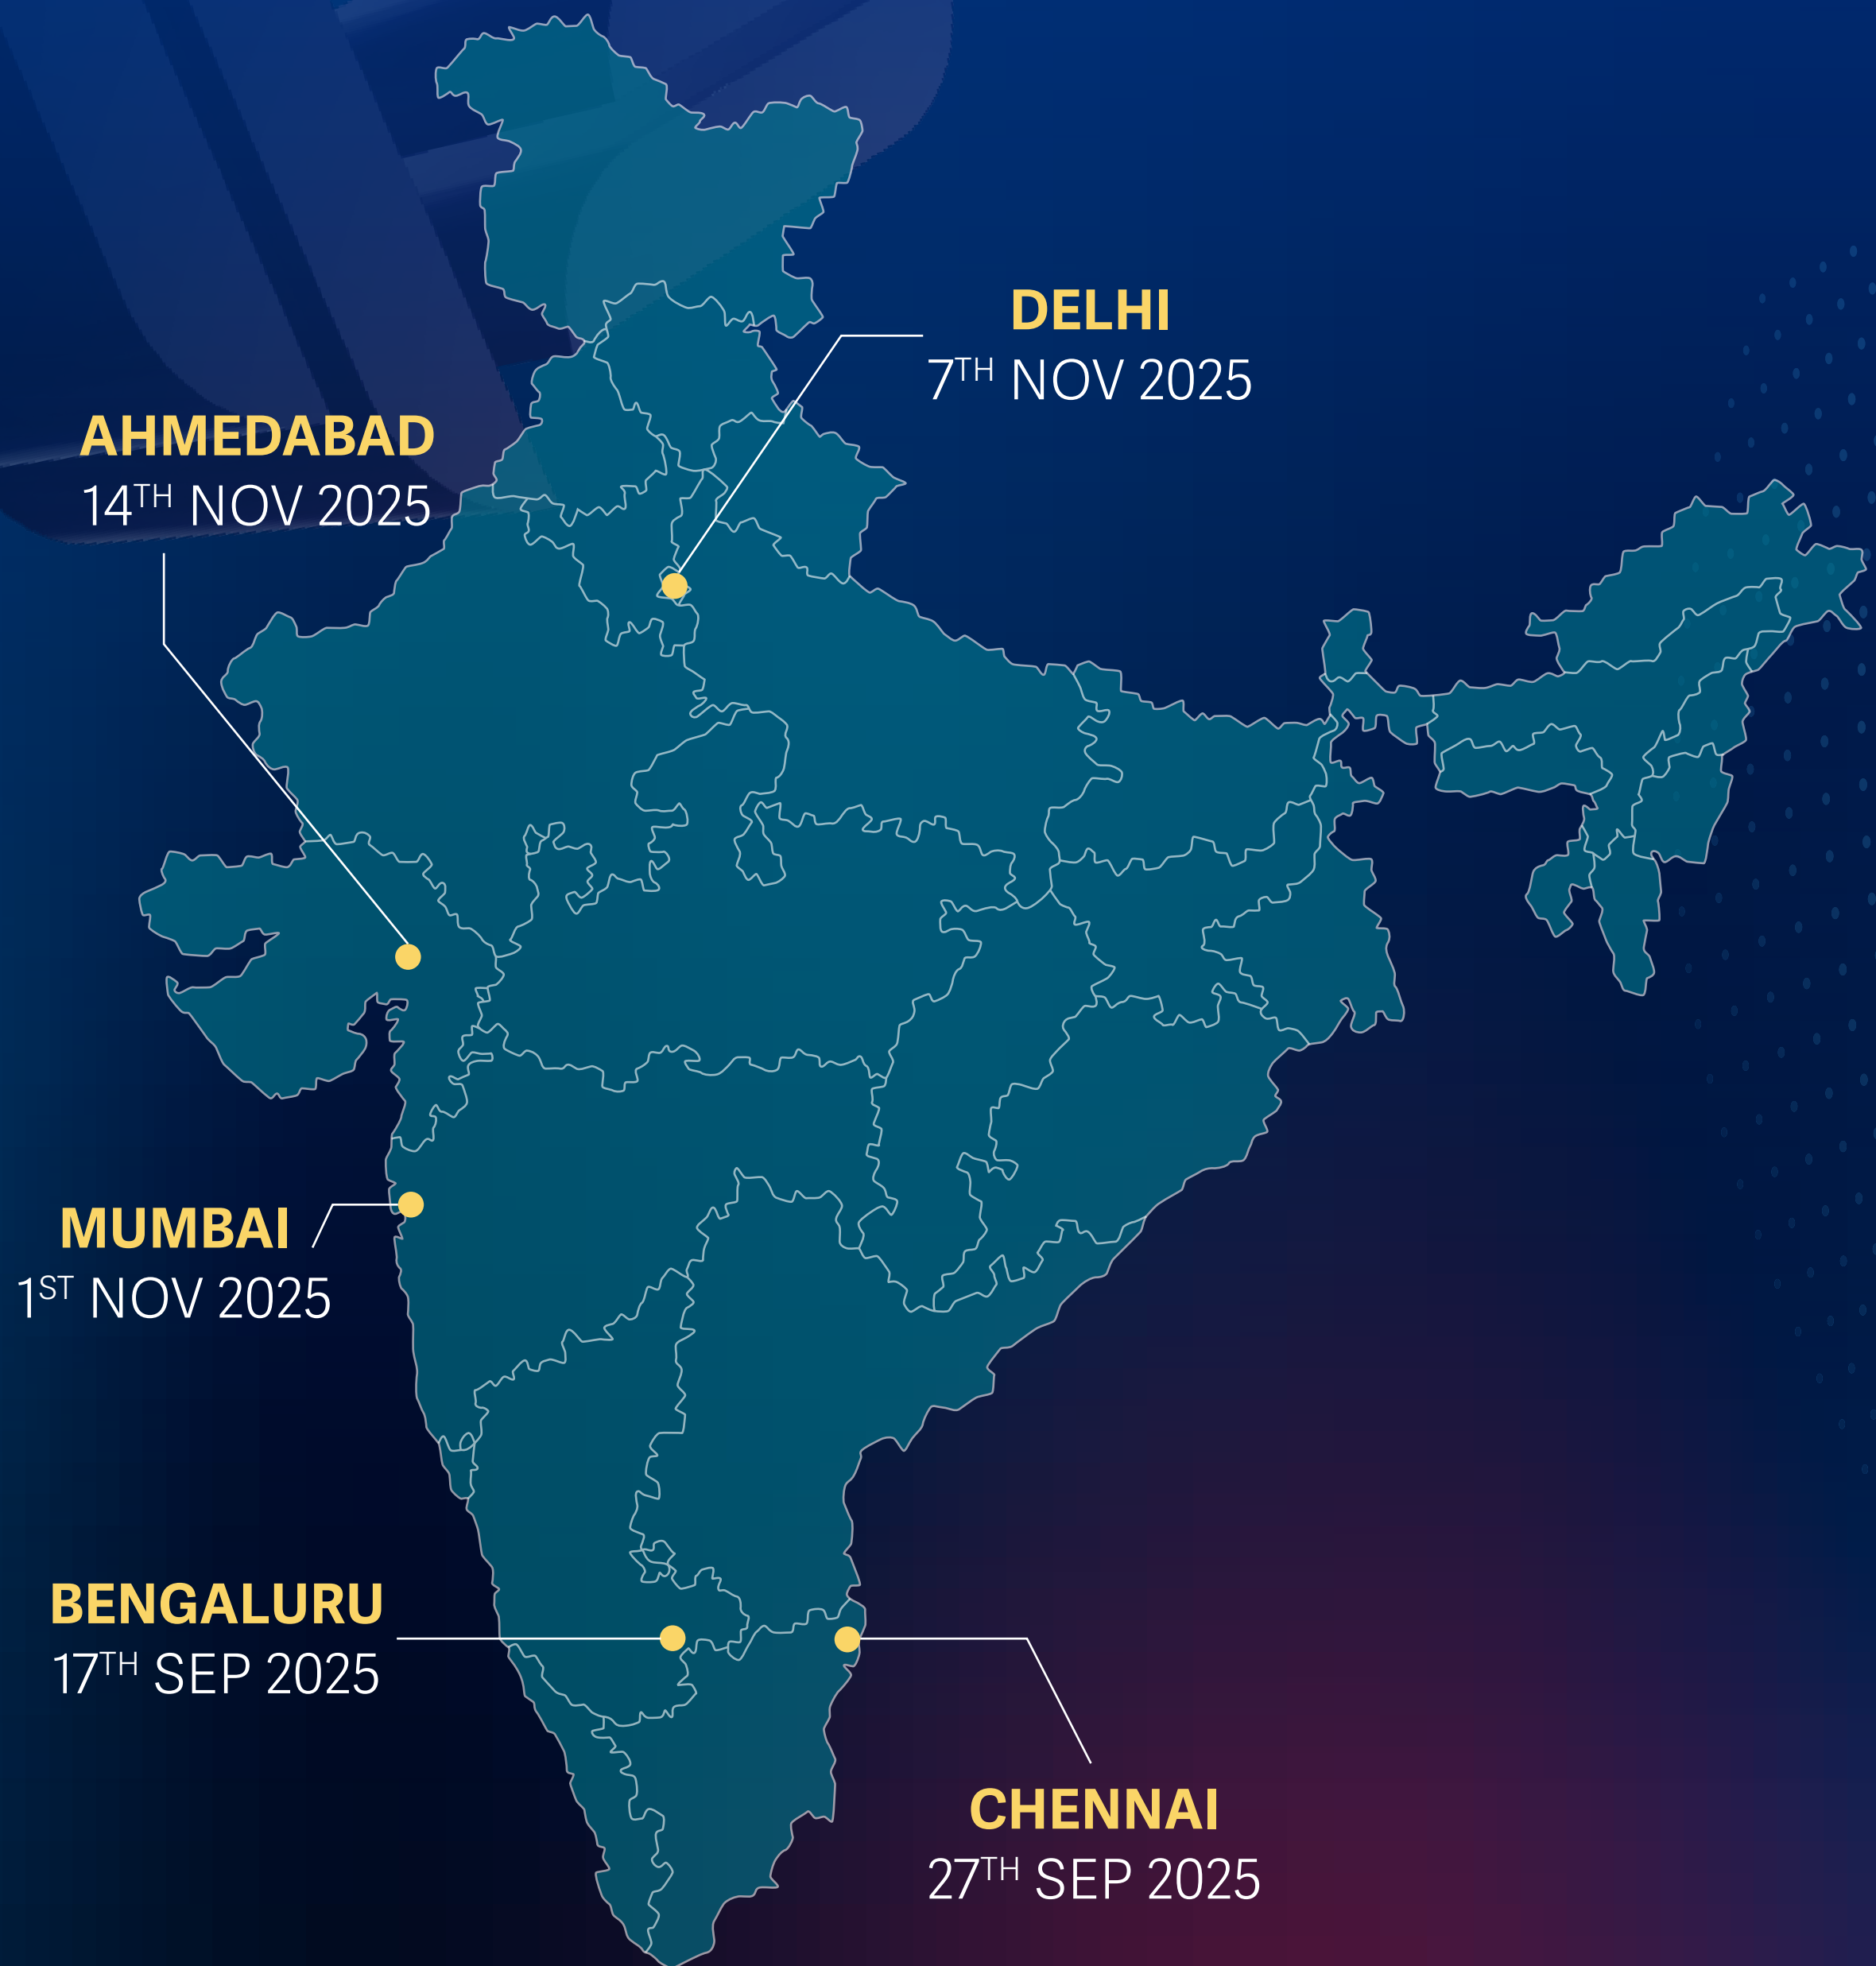 DELHI
7TH NOV 2025
AHMEDABAD
14TH NOV 2025
MUMBAI
1ST NOV 2025
BENGALURU
17TH SEP 2025
CHENNAI
27TH SEP 2025